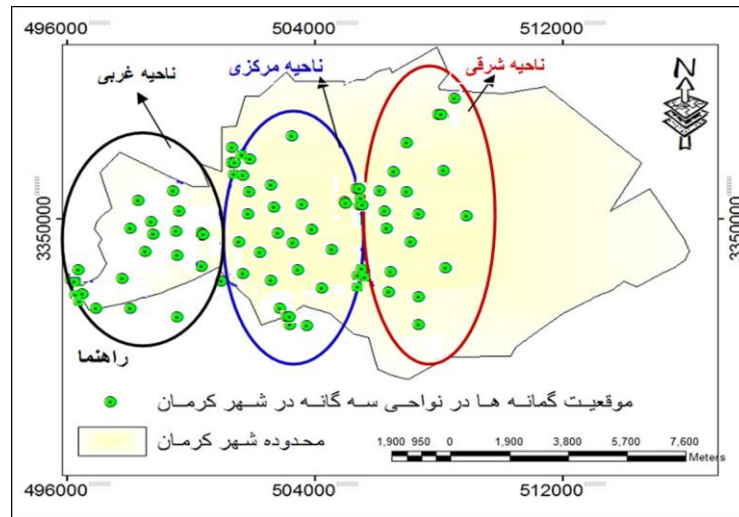 496000 504000 512000
ناحیه غربی
ناحیه مرکزی
ناحیه شرقی
N
3350000
3350000
راهنما
موقعیت گمانه ها در نواحی سه گانه در شهر کرمان
محدوده شهر کرمان
1,900 950 0 1,900 3,800 5,700 7,600
Meters
496000 504000 512000